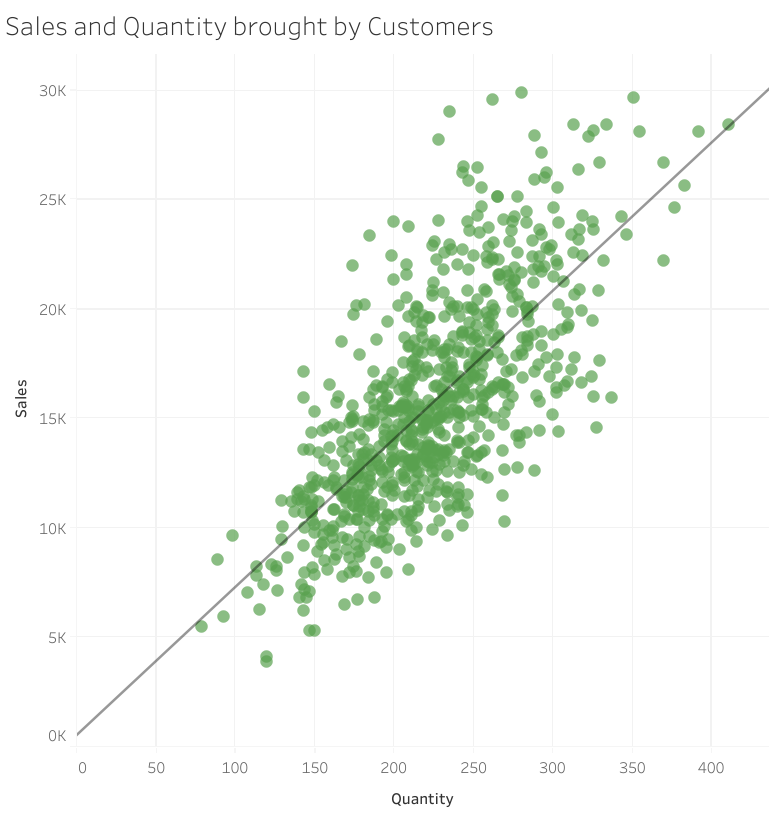 Sales and Quantity brought by Customers
30K
25K
20K
15K
10K
5K
0K
Sales
0 50 100 150 200 250 300 350 400
Quantity